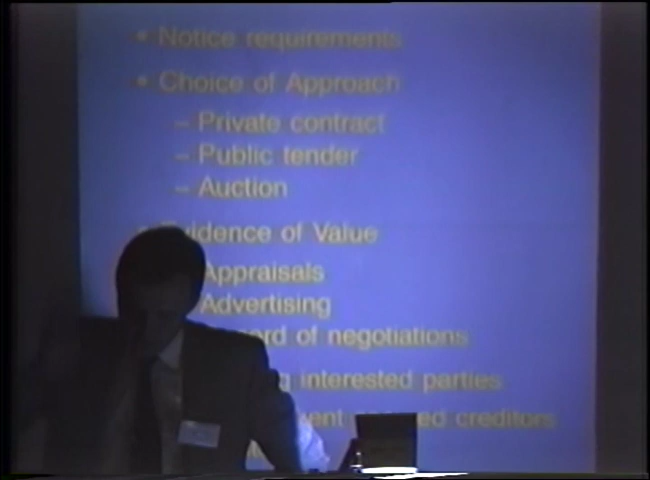 • Notice requirements
• Choice of Approach
– Private contract
– Public tender
– Auction
Evidence of Value
Appraisals
Advertising
of negotiations
interested parties
creditors